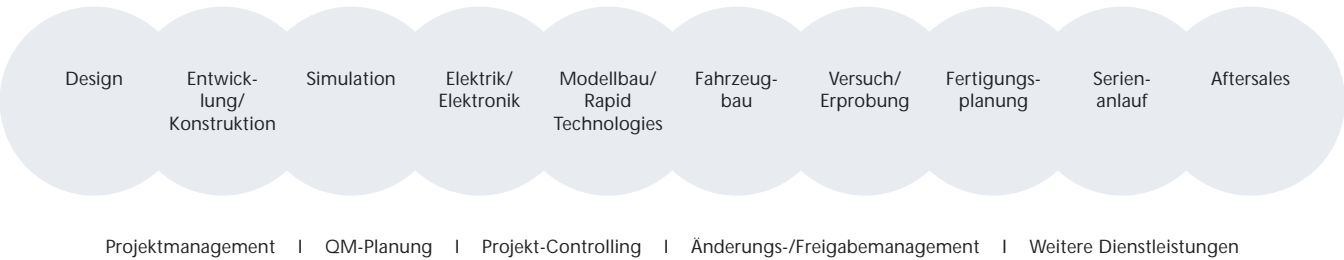 Design
Entwick-
lung/
Konstruktion
Simulation
Elektrik/
Elektronik
Modellbau/
Rapid
Technologies
Fahrzeug-
bau
Versuch/
Erprobung
Fertigungs-
planung
Serien-
anlauf
Aftersales
Projektmanagement I QM-Planung I Projekt-Controlling I Änderungs-/Freigabemanagement I Weitere Dienstleistungen